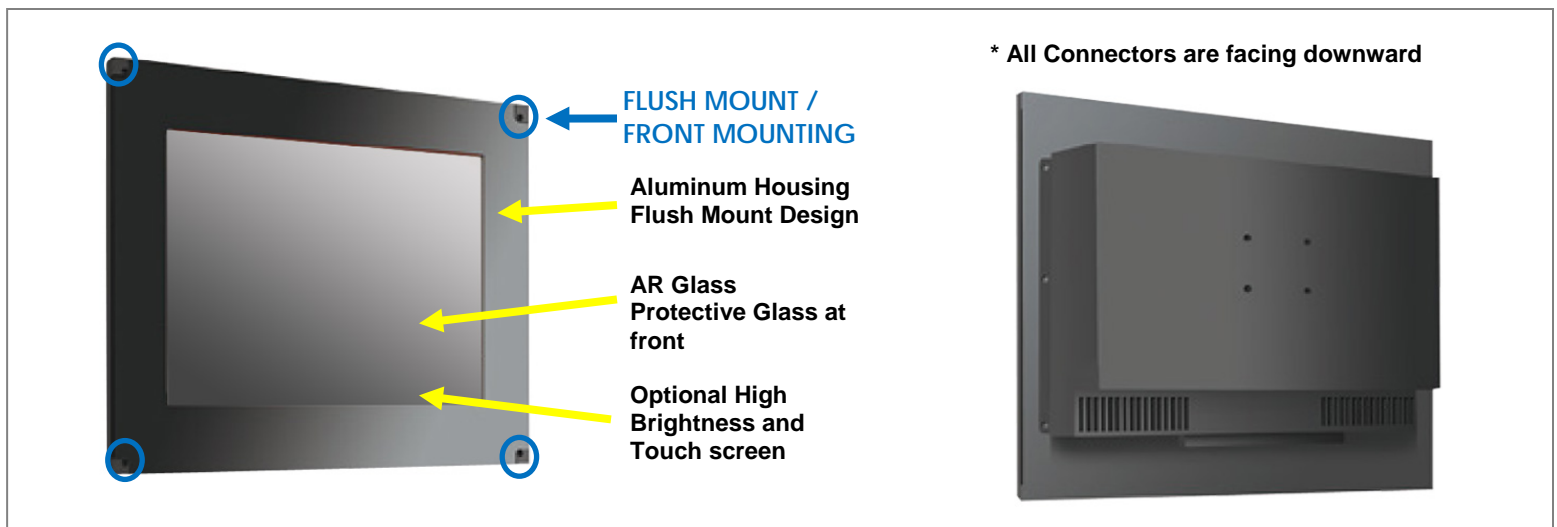 * All Connectors are facing downward
FLUSH MOUNT /
FRONT MOUNTING
Aluminum Housing
Flush Mount Design
AR Glass
Protective Glass at
front
Optional High
Brightness and
Touch screen